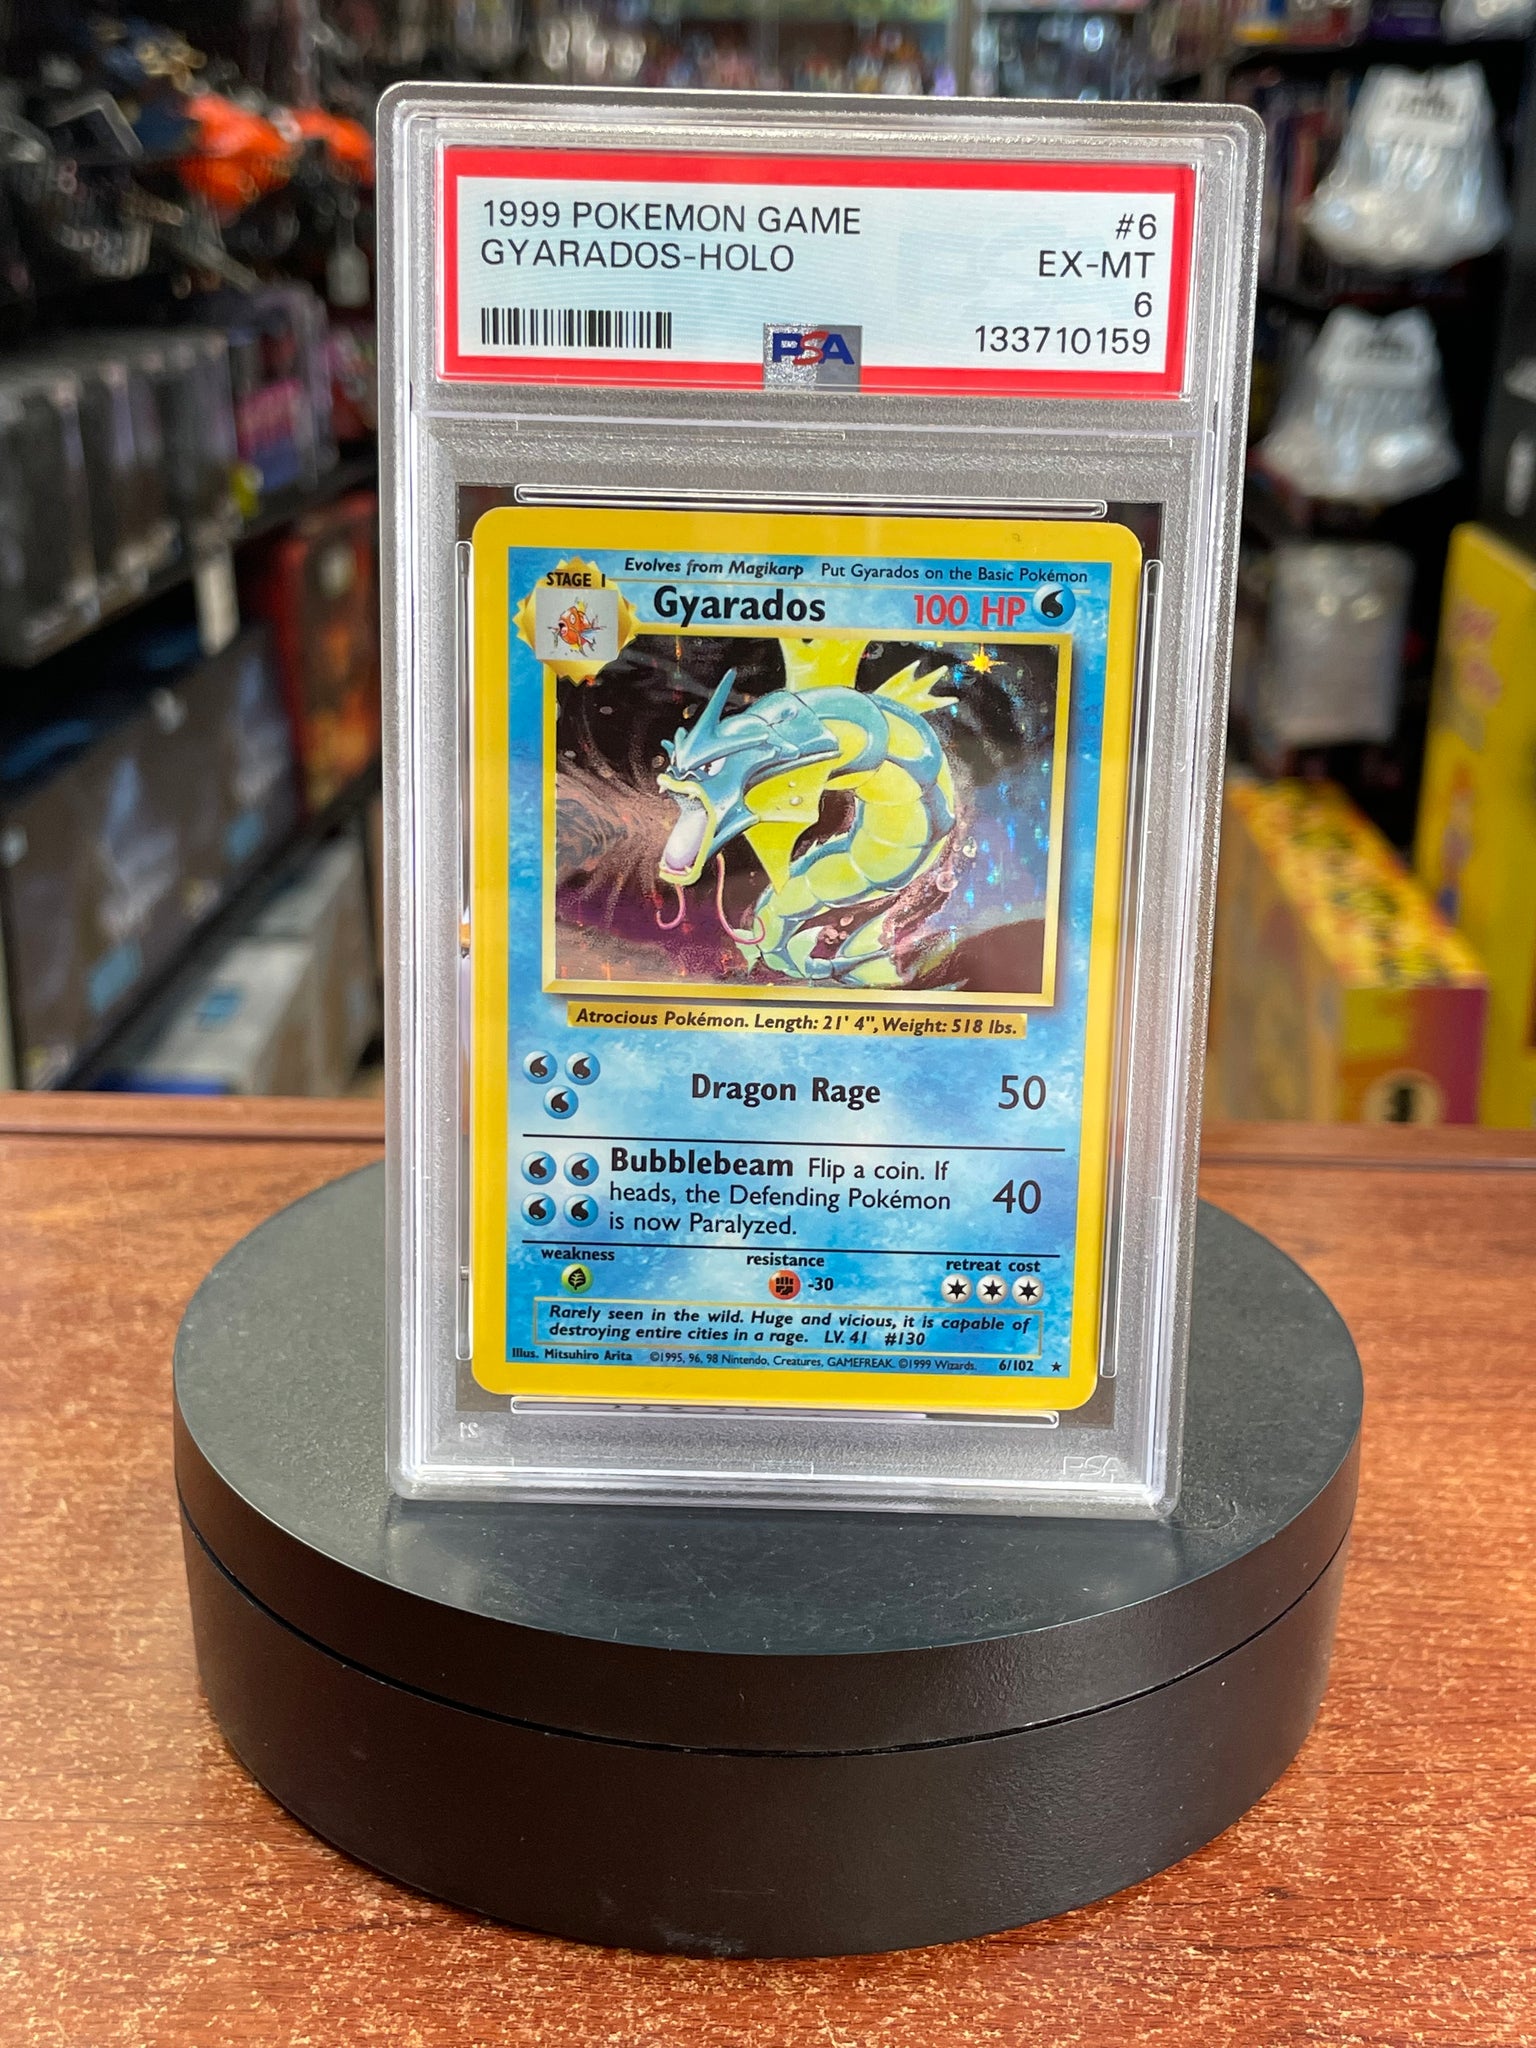 1999 POKEMON GAME #6
GYARADOS-HOLO EX-MT
6
PSA 133710159
Evolves from Magikarp Put Gyarados on the Basic Pokémon
STAGE 1
Gyarados 100 HP
Atrocious Pokémon. Length: 21' 4", Weight: 518 lbs.
Dragon Rage 50
Bubblebeam Flip a coin. If
heads, the Defending Pokémon
is now Paralyzed. 40
weakness resistance retreat cost
-30
Rarely seen in the wild. Huge and vicious, it is capable of
destroying entire cities in a rage. LV. 41 #130
Illus. Mitsuhiro Arita ©1995, 96, 98 Nintendo, Creatures, GAMEFREAK. ©1999 Wizards. 6/102 ★
PSA